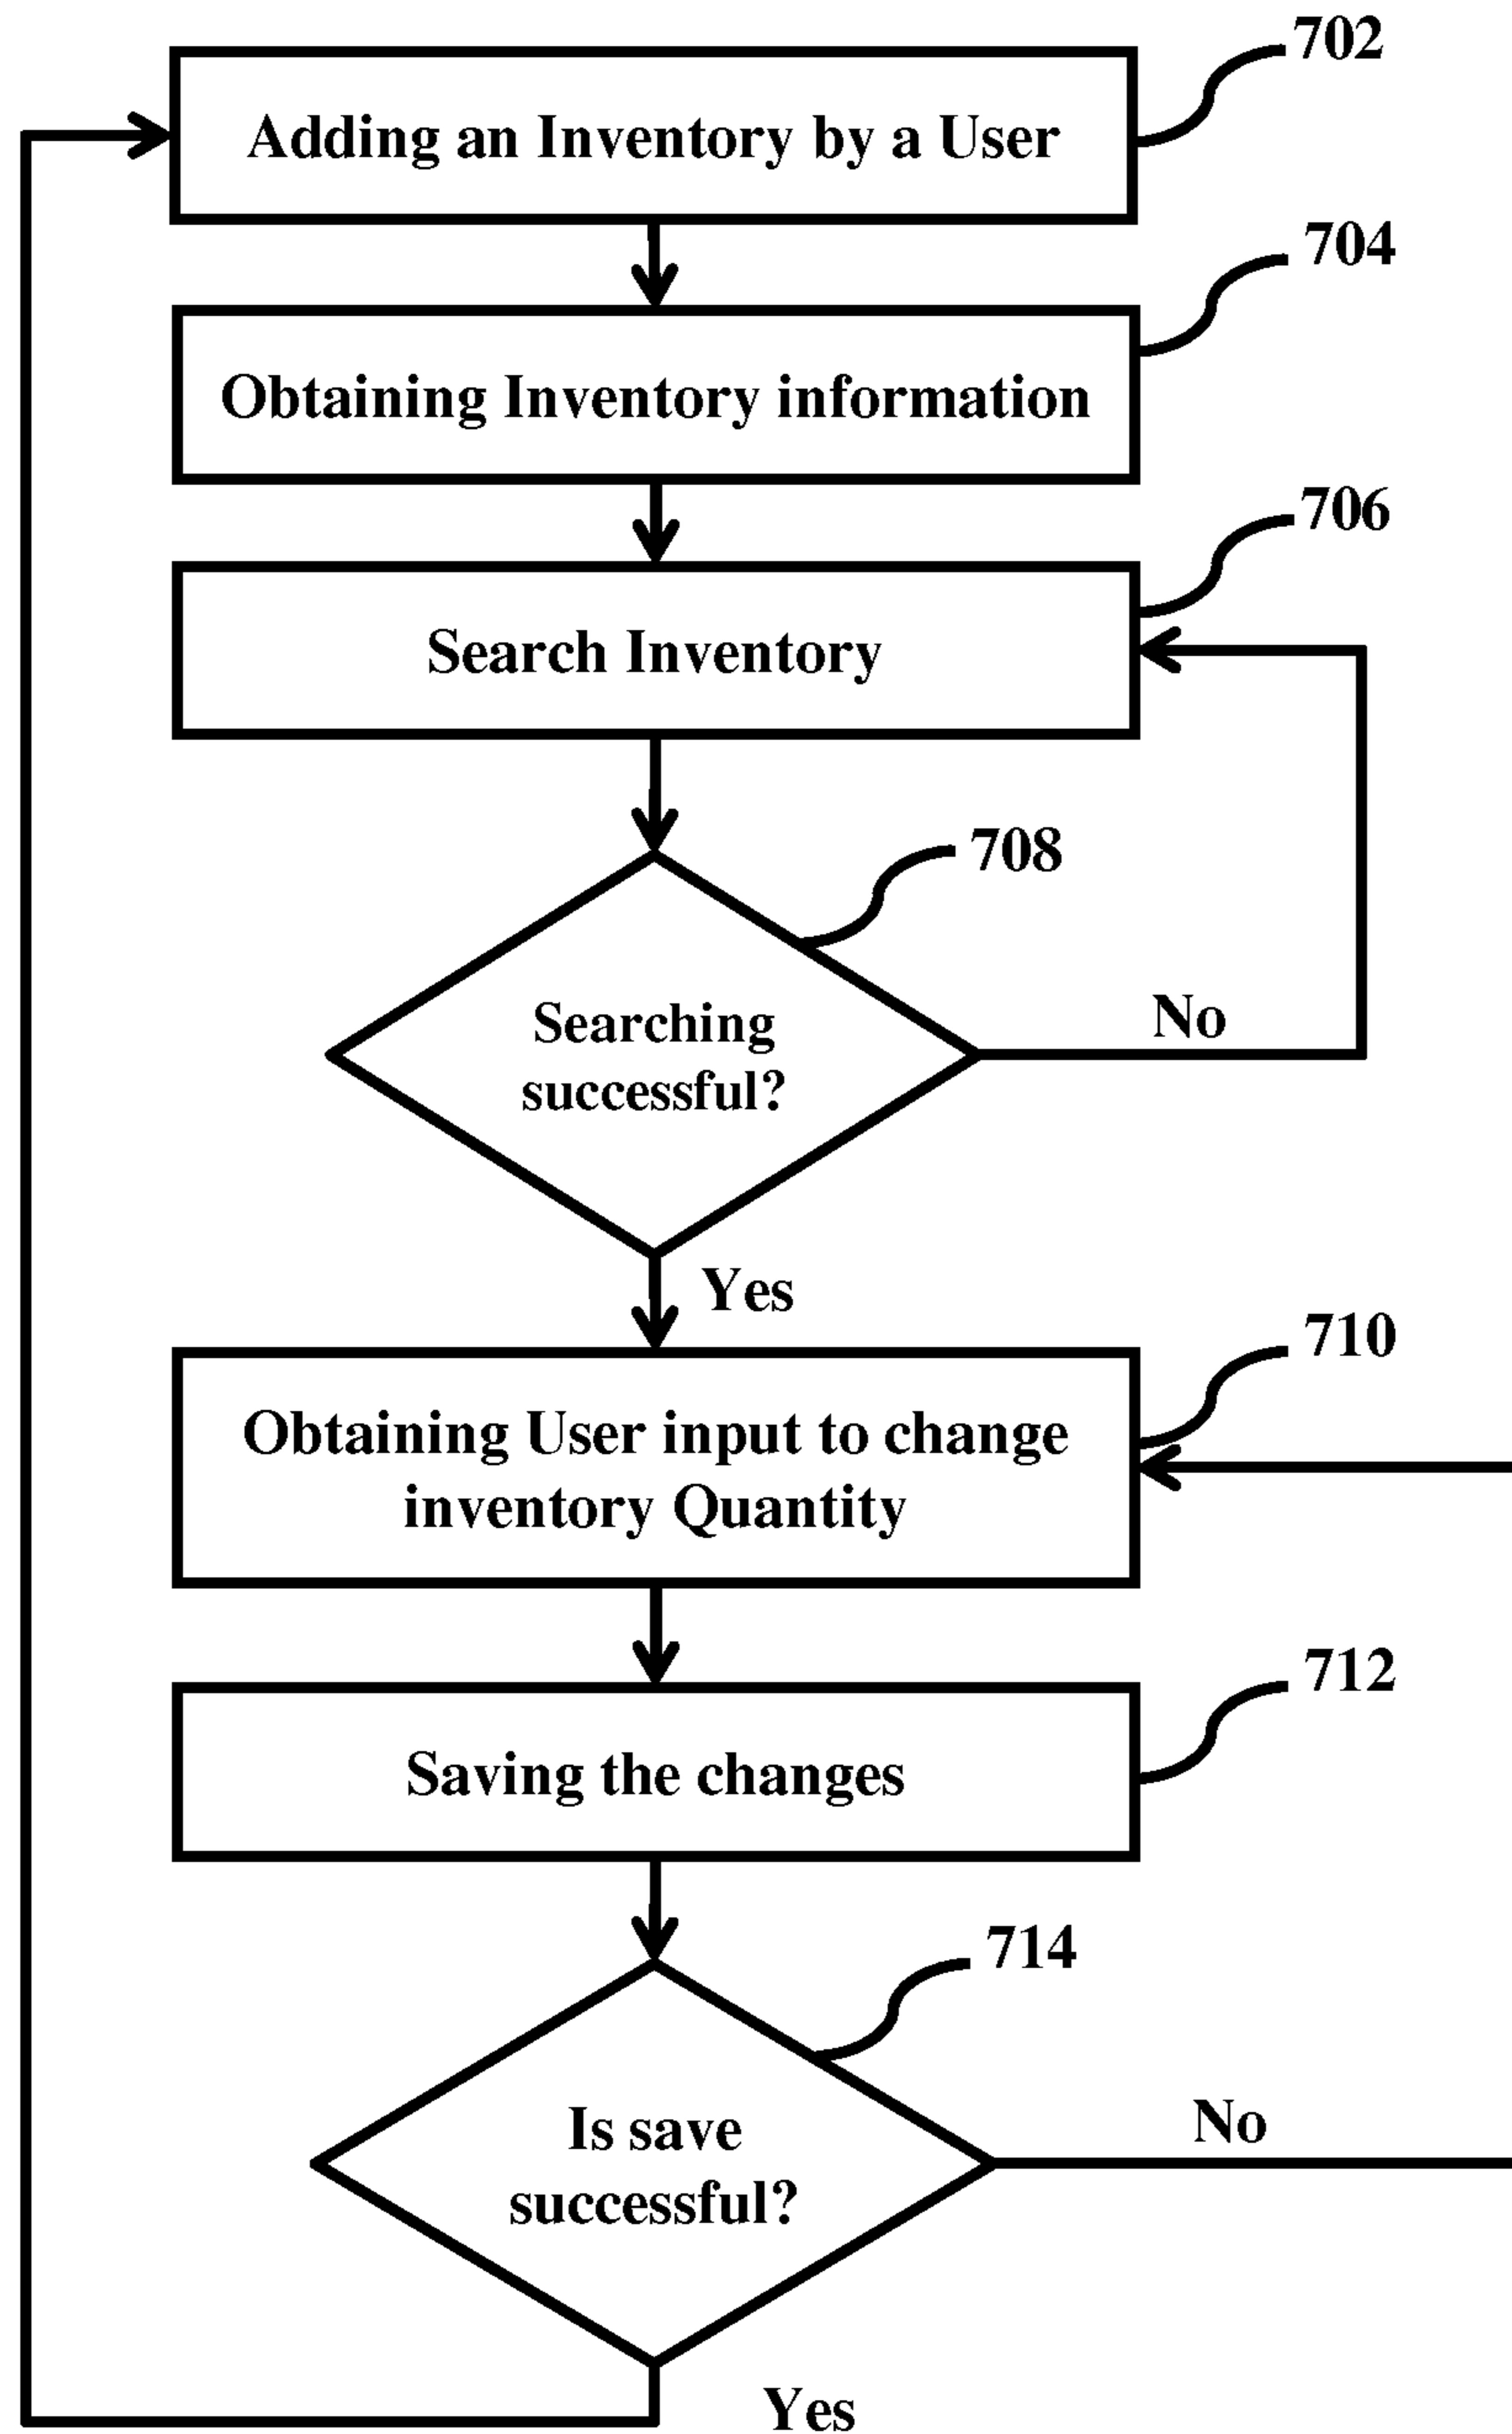 702
Adding an Inventory by a User
704
Obtaining Inventory information
706
Search Inventory
708
Searching
successful?
No
Yes
710
Obtaining User input to change
inventory Quantity
712
Saving the changes
714
Is save
successful?
No
Yes